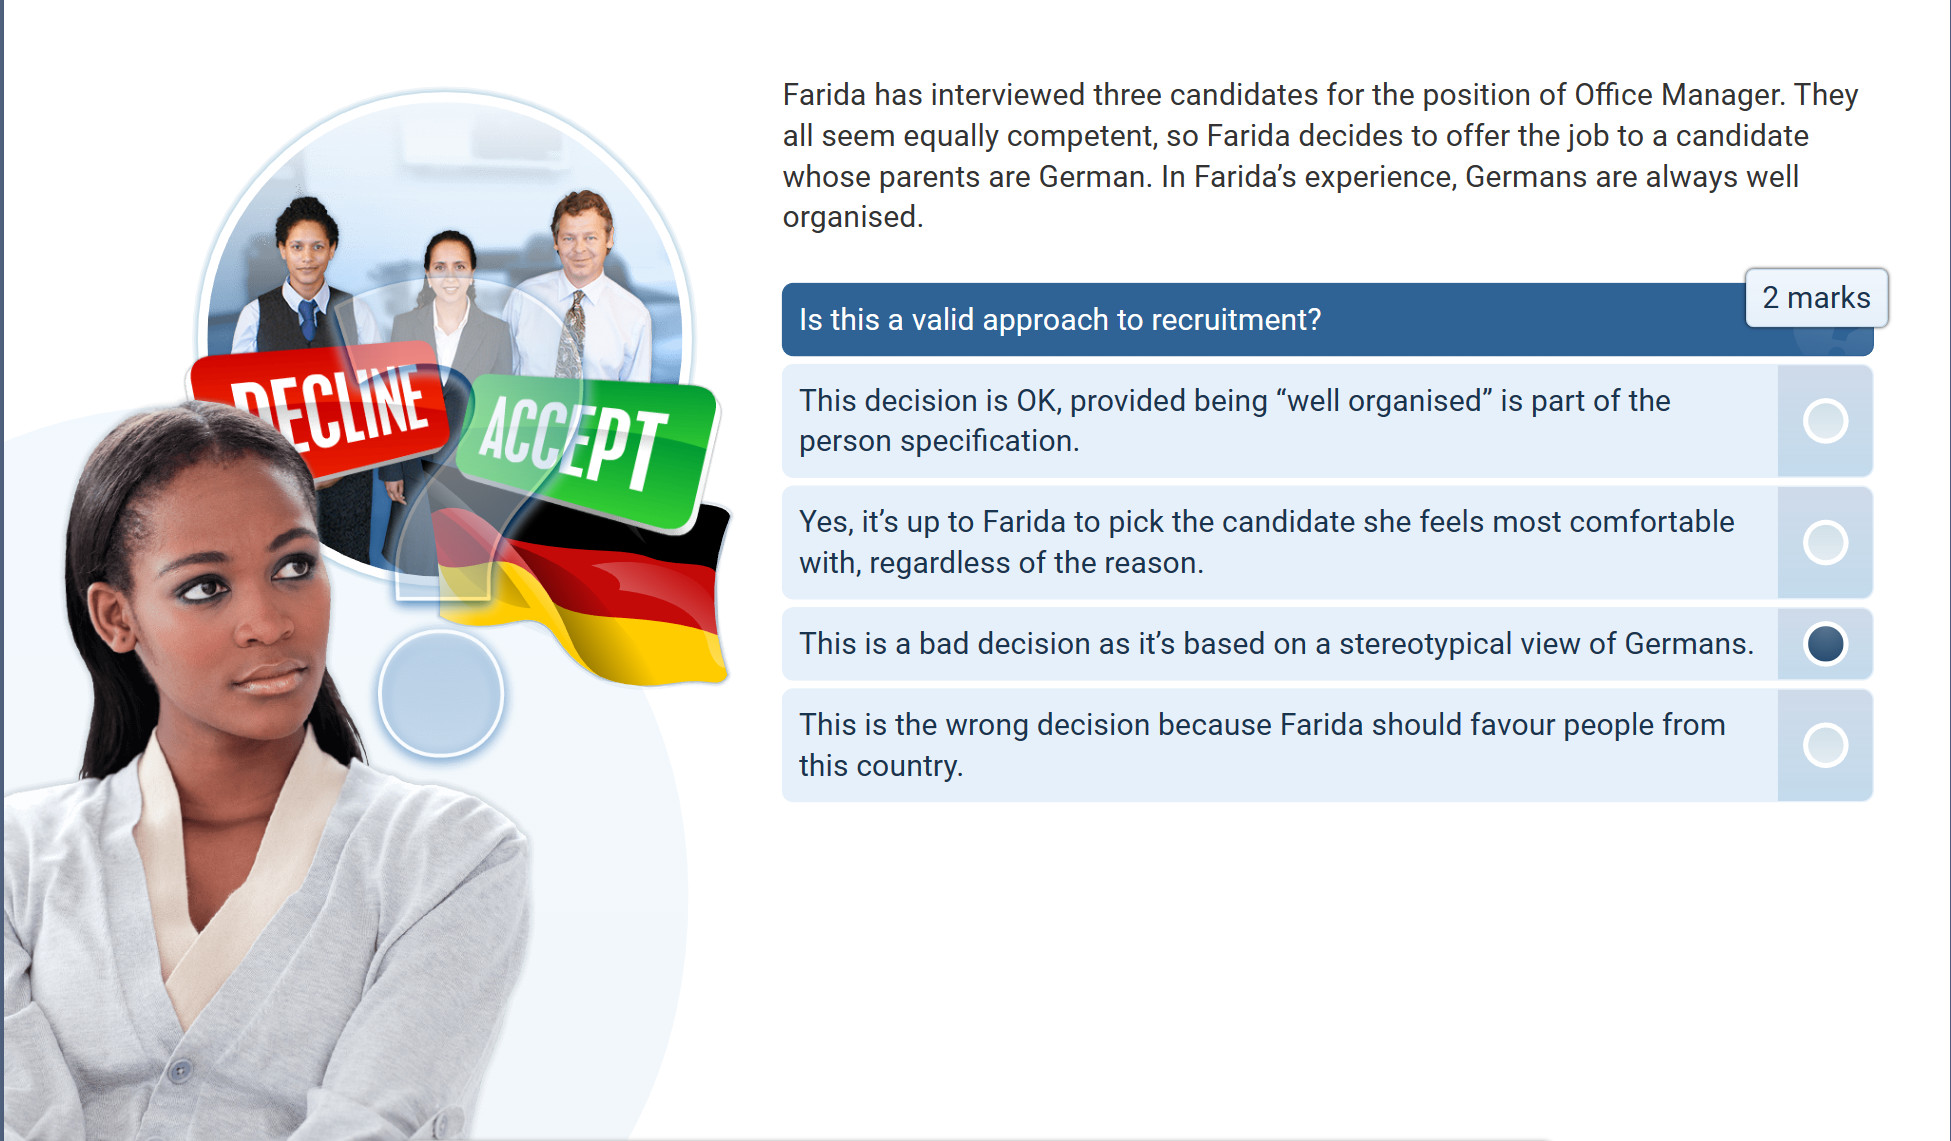 Farida has interviewed three candidates for the position of Office Manager. They
all seem equally competent, so Farida decides to offer the job to a candidate
whose parents are German. In Farida’s experience, Germans are always well
organised.
2 marks
Is this a valid approach to recruitment?
This decision is OK, provided being “well organised” is part of the
person specification.
Yes, it’s up to Farida to pick the candidate she feels most comfortable
with, regardless of the reason.
This is a bad decision as it’s based on a stereotypical view of Germans.
This is the wrong decision because Farida should favour people from
this country.
DECLINE
ACCEPT